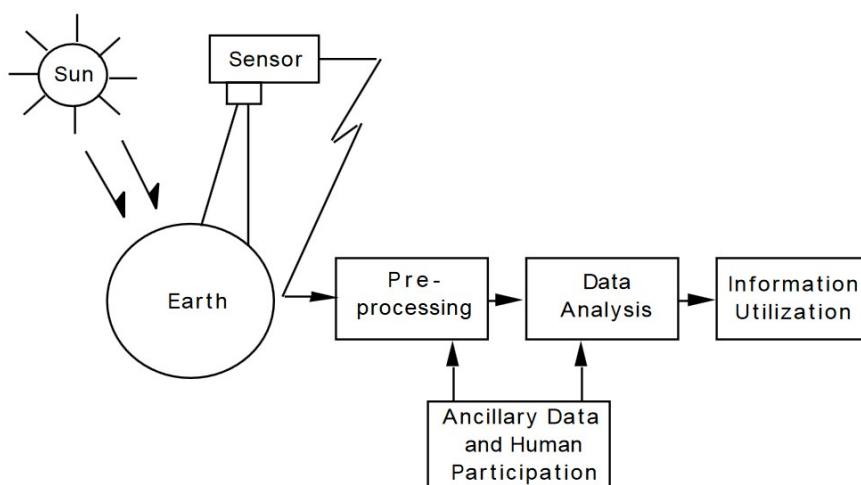 Sun
Sensor
Earth
Pre-
processing
Data
Analysis
Information
Utilization
Ancillary Data
and Human
Participation